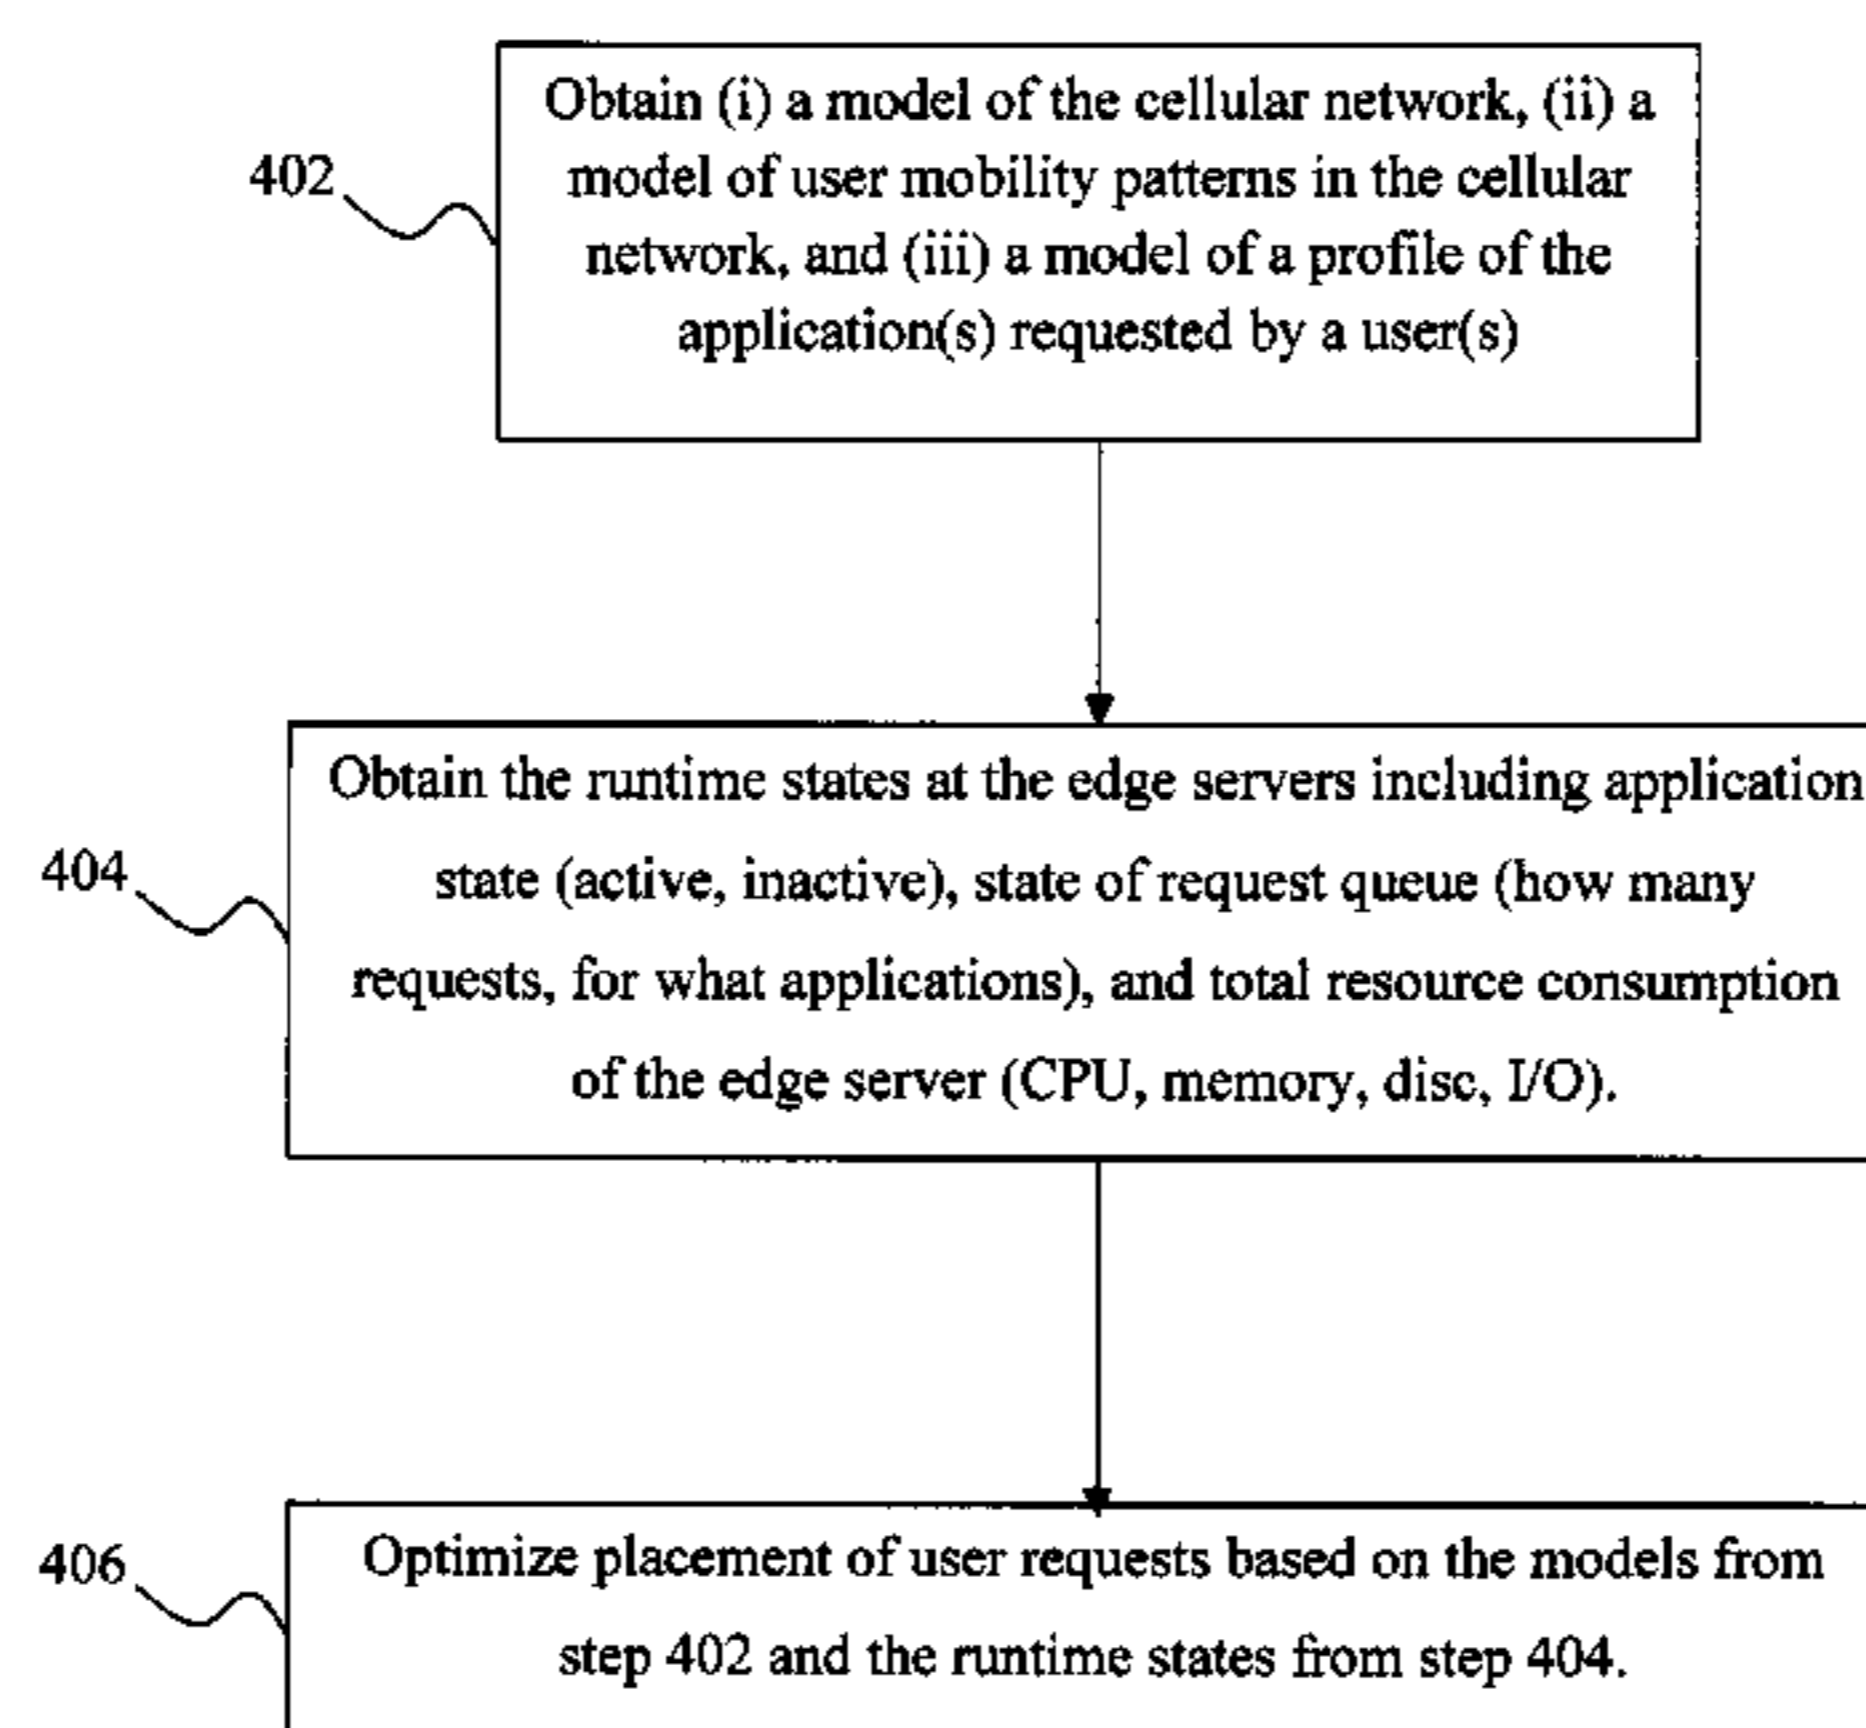 Obtain (i) a model of the cellular network, (ii) a
model of user mobility patterns in the cellular
network, and (iii) a model of a profile of the
application(s) requested by a user(s)
402
Obtain the runtime states at the edge servers including application
state (active, inactive), state of request queue (how many
requests, for what applications), and total resource consumption
of the edge server (CPU, memory, disc, I/O).
404
Optimize placement of user requests based on the models from
step 402 and the runtime states from step 404.
406